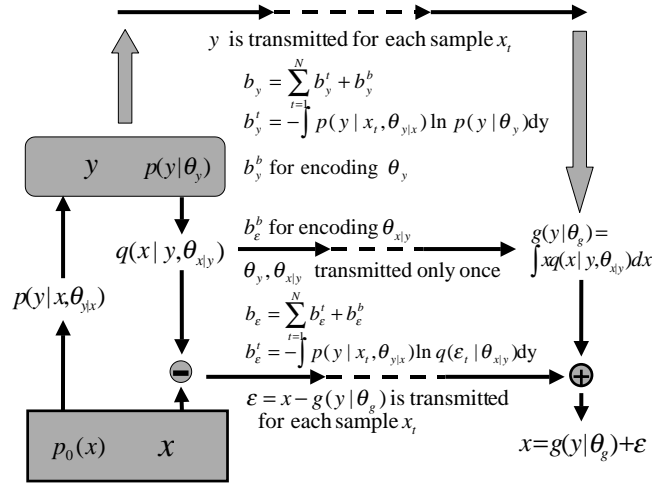 y is transmitted for each sample x_t
b_y = ∑_{t=1}^{N} b_y^t + b_y^b
b_y^t = −∫ p(y | x_t, θ_{y|x}) ln p(y | θ_y)dy
b_y^b for encoding θ_y
y p(y|θ_y)
b_ε^b for encoding θ_{x|y}
q(x | y, θ_{x|y})
θ_y, θ_{x|y} transmitted only once
g(y|θ_g) =
∫xq(x | y, θ_{x|y})dx
p(y|x, θ_{y|x})
b_ε = ∑_{t=1}^{N} b_ε^t + b_ε^b
b_ε^t = −∫ p(y | x_t, θ_{y|x}) ln q(ε_t | θ_{x|y})dy
−
+
ε = x − g(y | θ_g) is transmitted
for each sample x_t
p_0(x) x
x=g(y|θ_g)+ε